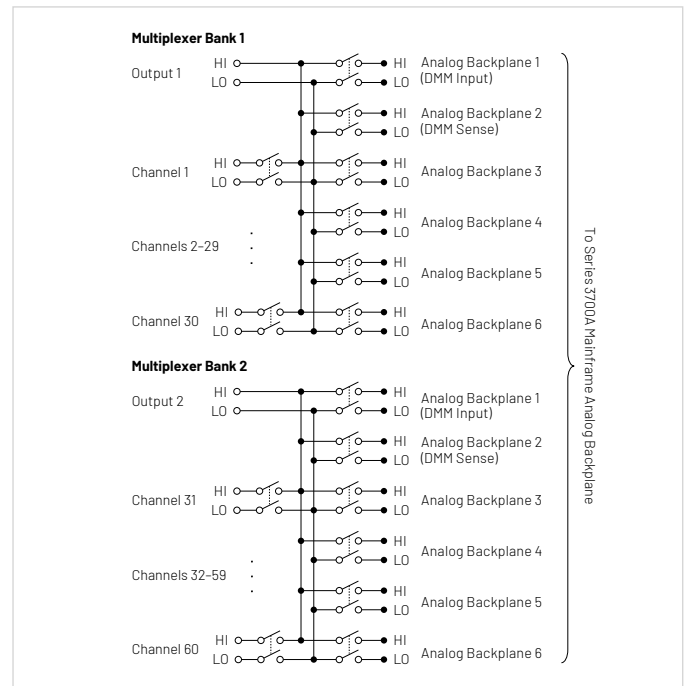 Multiplexer Bank 1
Output 1
HI
LO
HI
LO
Analog Backplane 1
(DMM Input)
HI
LO
Analog Backplane 2
(DMM Sense)
Channel 1
HI
LO
HI
LO
Analog Backplane 3
HI
LO
Analog Backplane 4
Channels 2–29
HI
LO
Analog Backplane 5
Channel 30
HI
LO
HI
LO
Analog Backplane 6
Multiplexer Bank 2
Output 2
HI
LO
HI
LO
Analog Backplane 1
(DMM Input)
HI
LO
Analog Backplane 2
(DMM Sense)
Channel 31
HI
LO
HI
LO
Analog Backplane 3
HI
LO
Analog Backplane 4
Channels 32–59
HI
LO
Analog Backplane 5
Channel 60
HI
LO
HI
LO
Analog Backplane 6
To Series 3700A Mainframe Analog Backplane